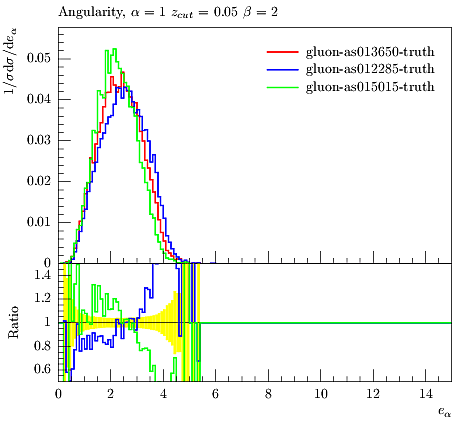 Angularity, α = 1 z_cut = 0.05 β = 2
1/σ dσ/de_α
gluon-as013650-truth
gluon-as012285-truth
gluon-as015015-truth
0.05
0.04
0.03
0.02
0.01
0
Ratio
1.4
1.2
1
0.8
0.6
0 2 4 6 8 10 12 14
e_α